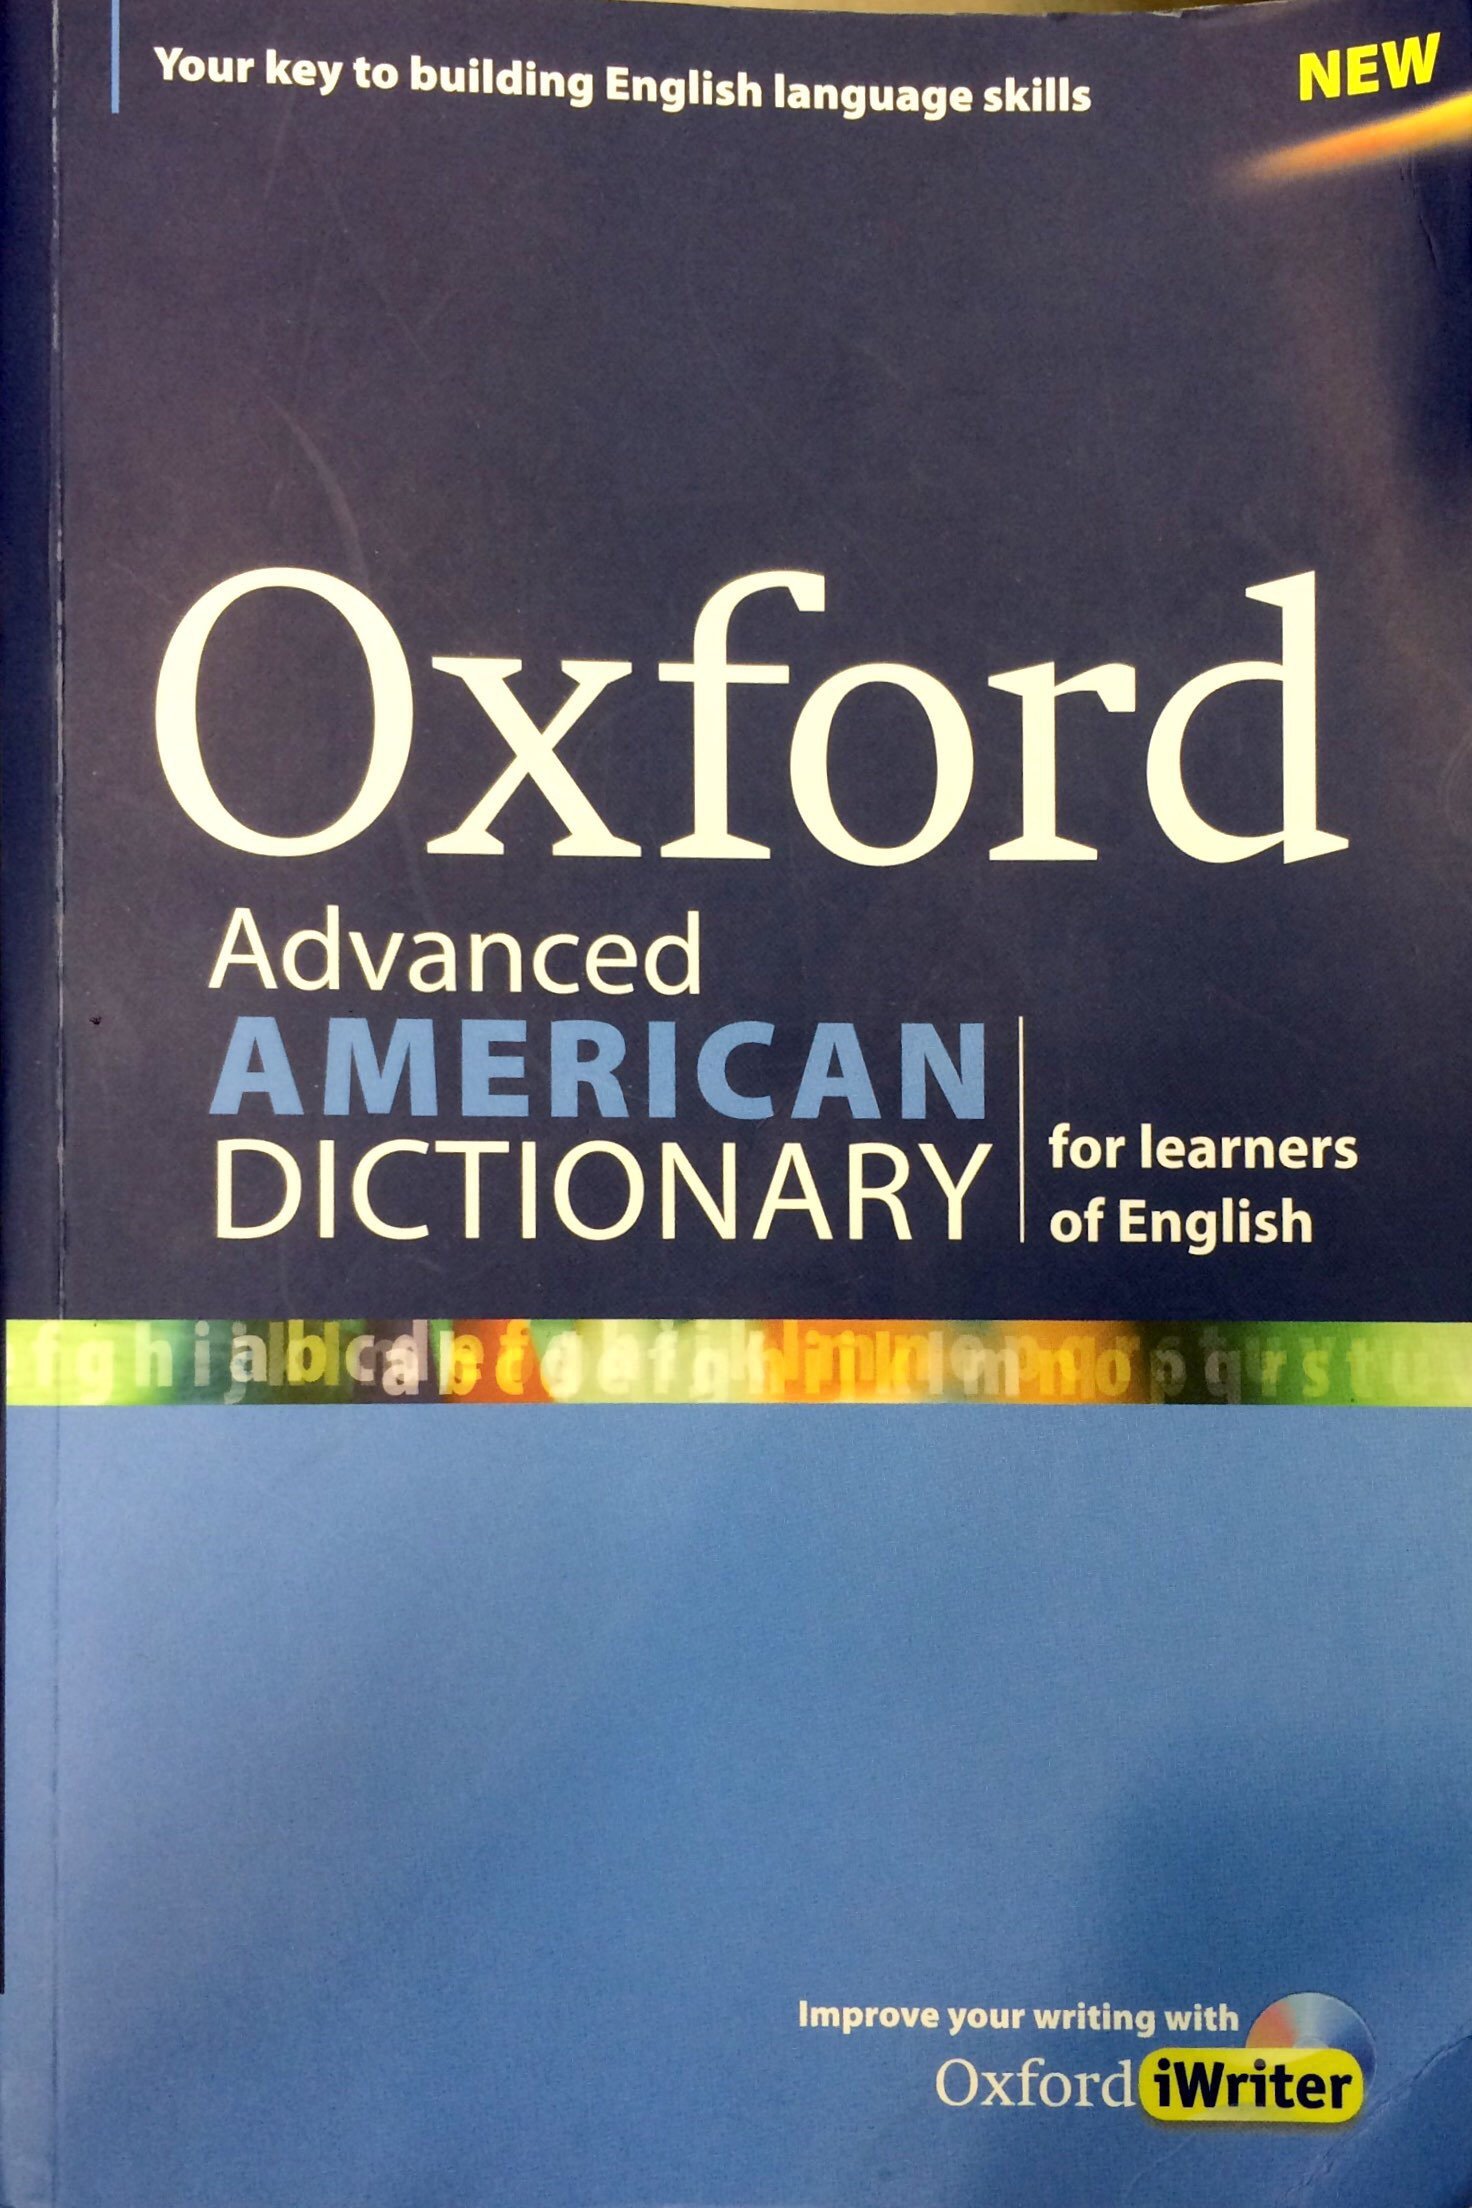 Your key to building English language skills
NEW
Oxford
Advanced
AMERICAN
DICTIONARY
for learners
of English
Improve your writing with
Oxford iWriter